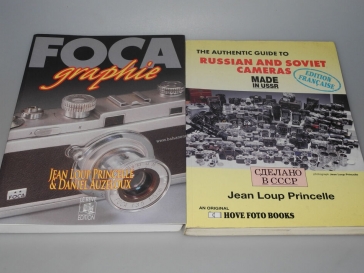 FOCA
graphie
JEAN LOUP PRINCELLE
& DANIEL AUZELOUX
THE AUTHENTIC GUIDE TO
RUSSIAN AND SOVIET
CAMERAS
MADE
IN USSR
EDITION
FRANÇAISE
СДЕЛАНО
В СССР
Jean Loup Princelle
AN ORIGINAL
HOVE FOTO BOOKS